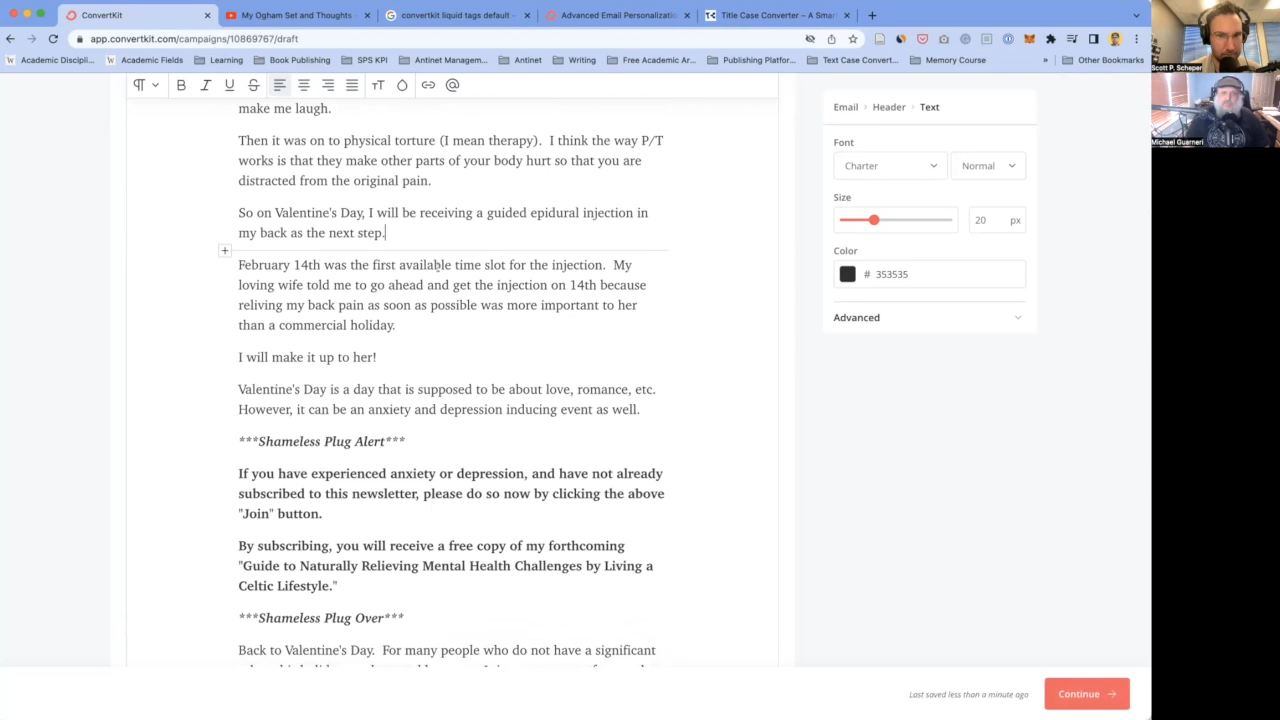 ConvertKit
My Ogham Set and Thoughts -
convertkit liquid tags default -
Advanced Email Personalizatio
Title Case Converter – A Smar
app.convertkit.com/campaigns/10869767/draft
Academic Discipli...
Academic Fields
Learning
Book Publishing
SPS KPI
Antinet Managem...
Antinet
Writing
Free Academic Ar...
Publishing Platfo...
Text Case Convert...
Memory Course
»
Other Bookmarks
Scott P. Scheper
Michael Guarneri
Email > Header > Text
Font
Charter
Normal
Size
20 px
Color
# 353535
Advanced
make me laugh.
Then it was on to physical torture (I mean therapy).  I think the way P/T
works is that they make other parts of your body hurt so that you are
distracted from the original pain.
So on Valentine's Day, I will be receiving a guided epidural injection in
my back as the next step.
February 14th was the first available time slot for the injection.  My
loving wife told me to go ahead and get the injection on 14th because
reliving my back pain as soon as possible was more important to her
than a commercial holiday.
I will make it up to her!
Valentine's Day is a day that is supposed to be about love, romance, etc.
However, it can be an anxiety and depression inducing event as well.
***Shameless Plug Alert***
If you have experienced anxiety or depression, and have not already
subscribed to this newsletter, please do so now by clicking the above
"Join" button.
By subscribing, you will receive a free copy of my forthcoming
"Guide to Naturally Relieving Mental Health Challenges by Living a
Celtic Lifestyle."
***Shameless Plug Over***
Back to Valentine's Day.  For many people who do not have a significant
Last saved less than a minute ago
Continue →